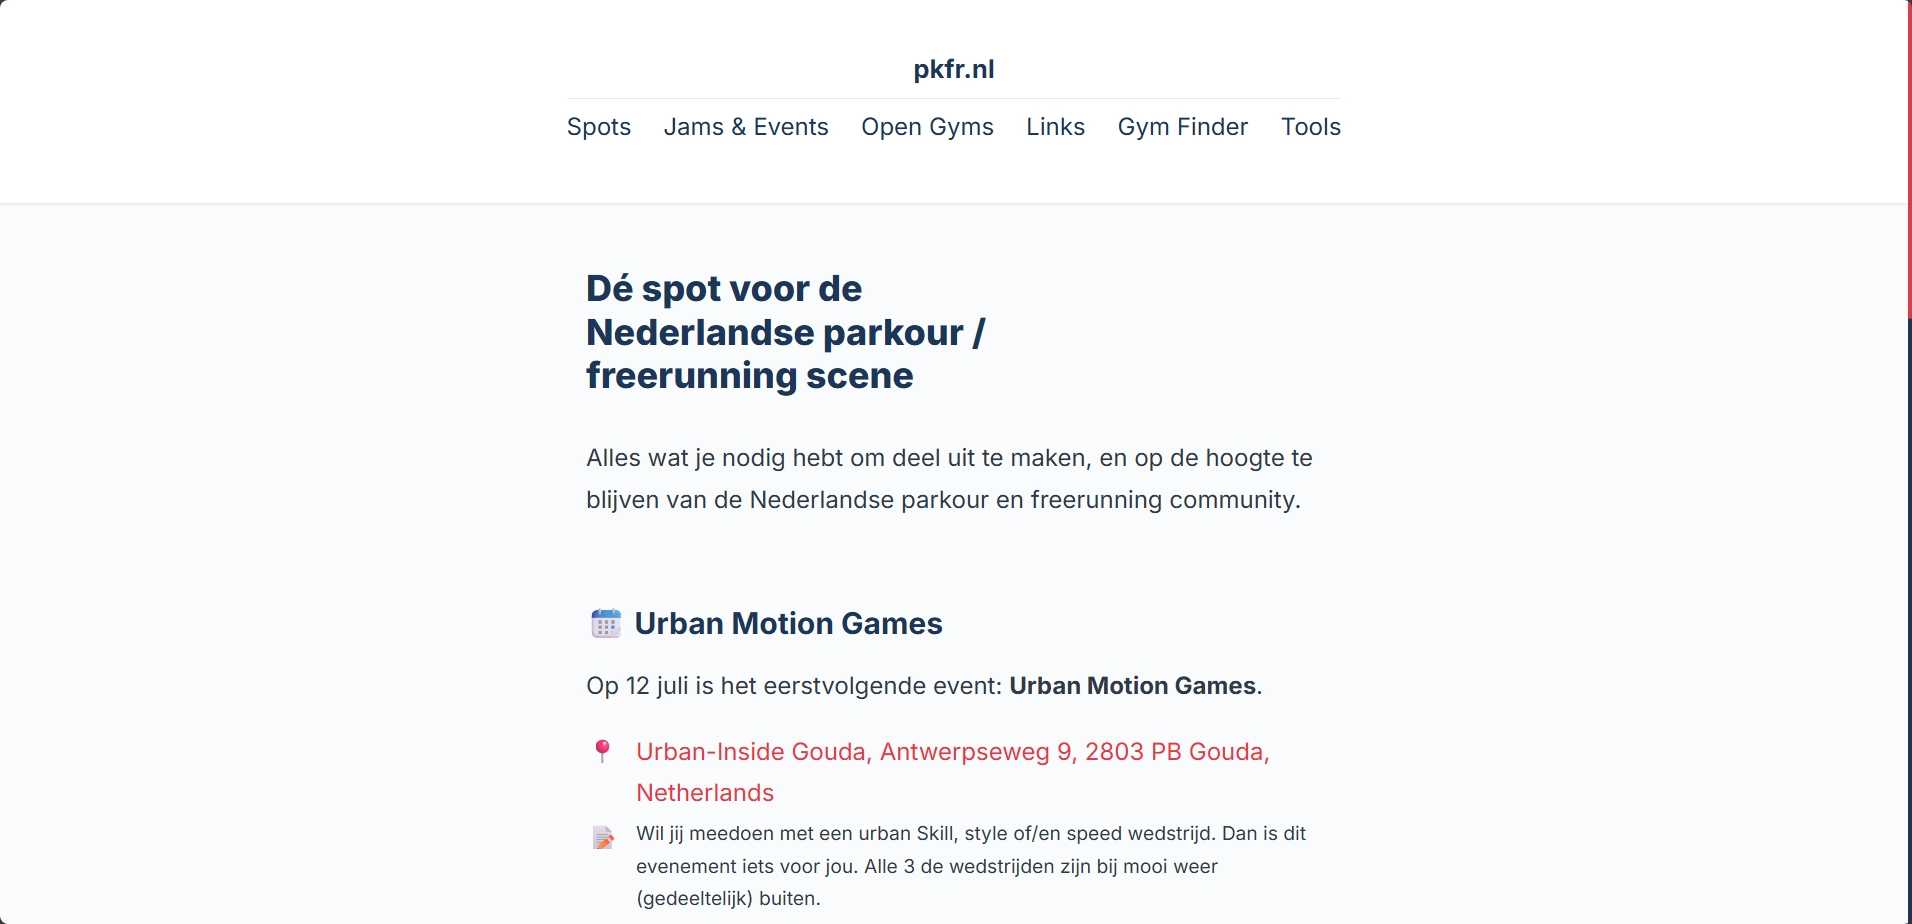 pkfr.nl
Spots Jams & Events Open Gyms Links Gym Finder Tools
Dé spot voor de
Nederlandse parkour /
freerunning scene
Alles wat je nodig hebt om deel uit te maken, en op de hoogte te
blijven van de Nederlandse parkour en freerunning community.
Urban Motion Games
Op 12 juli is het eerstvolgende event: Urban Motion Games.
Urban-Inside Gouda, Antwerpseweg 9, 2803 PB Gouda,
Netherlands
Wil jij meedoen met een urban Skill, style of/en speed wedstrijd. Dan is dit
evenement iets voor jou. Alle 3 de wedstrijden zijn bij mooi weer
(gedeeltelijk) buiten.